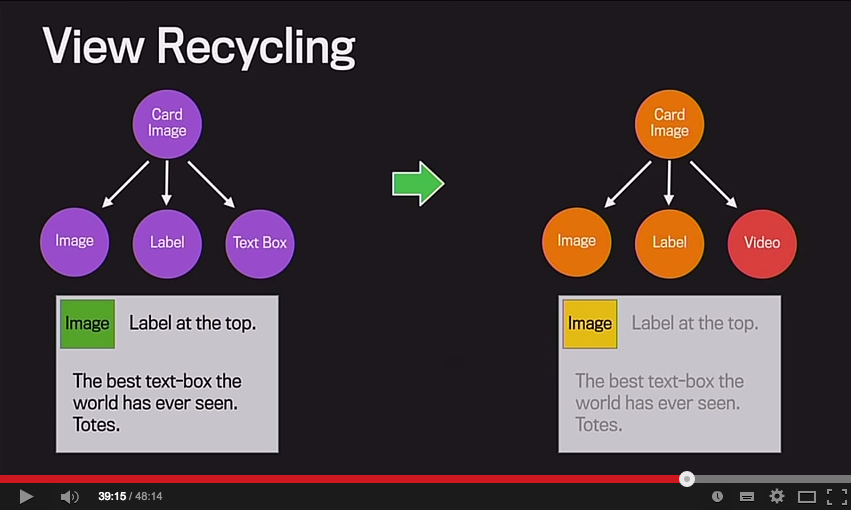 View Recycling
Card
Image
Image
Label
Text Box
Image
Label at the top.
The best text-box the
world has ever seen.
Totes.
Card
Image
Image
Label
Video
Image
Label at the top.
The best text-box the
world has ever seen.
Totes.
39:15 / 48:14